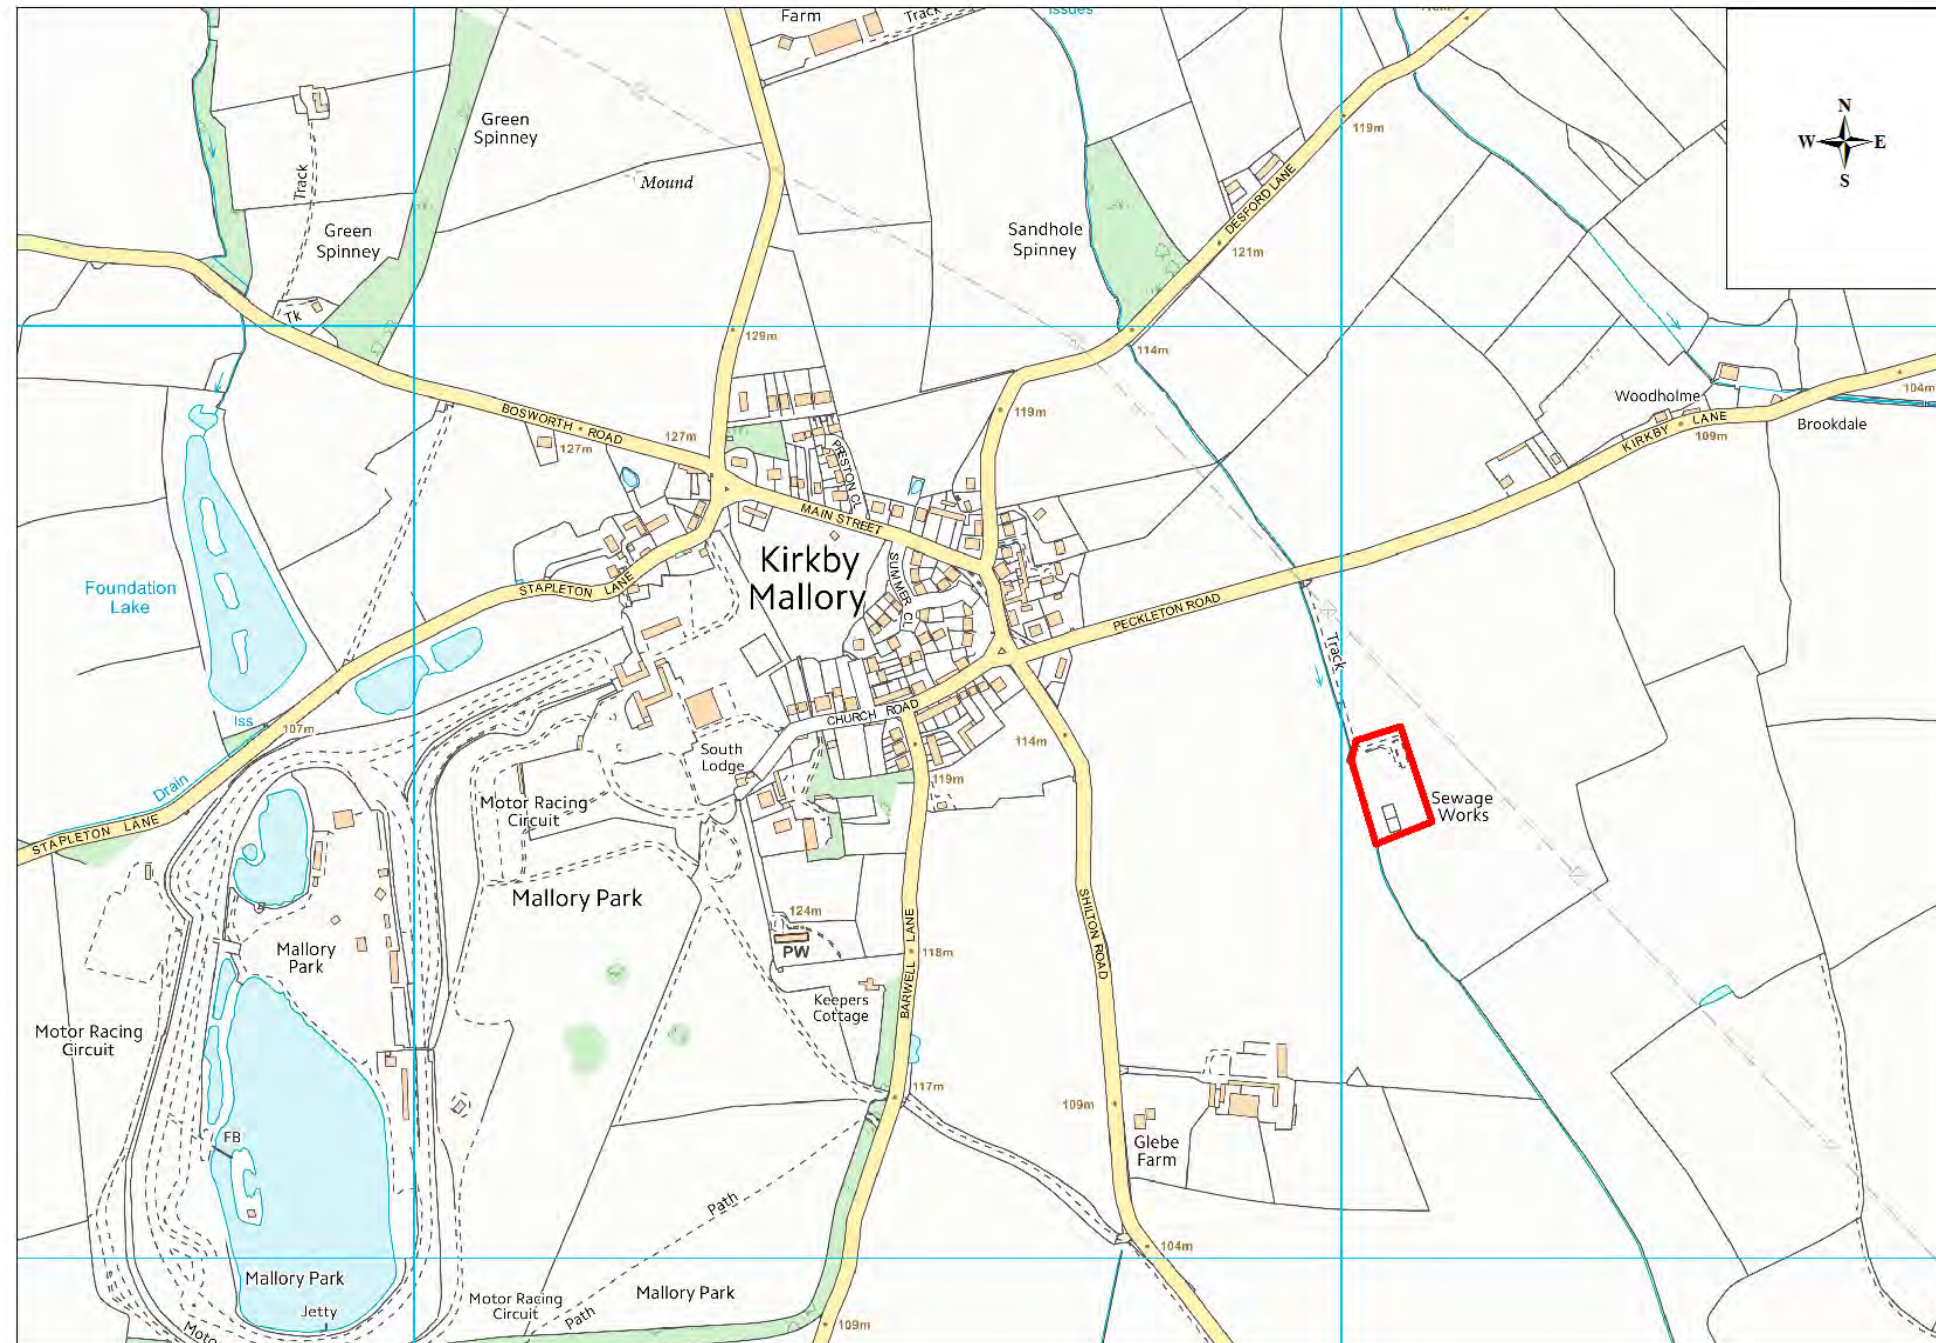 Farm
Track
Issues
N
W E
S
Green
Spinney
119m
Track
Mound
DESFORD LANE
Green
Spinney
Sandhole
Spinney
121m
Tk
129m
114m
104m
Woodholme
119m
BOSWORTH ROAD
127m
127m
KIRKBY LANE
109m
Brookdale
PRESTON CL
MAIN STREET
Kirkby
Mallory
SUMMER CL
Foundation
Lake
STAPLETON LANE
PECKLETON ROAD
Track
Iss
107m
CHURCH ROAD
South
Lodge
114m
119m
Drain
Motor Racing
Circuit
Sewage
Works
STAPLETON LANE
Mallory Park
124m
PW
BARWELL LANE
118m
SHILTON ROAD
Mallory
Park
Keepers
Cottage
Motor Racing
Circuit
117m
109m
FB
Glebe
Farm
Path
104m
Mallory Park
Jetty
Motor Racing
Circuit
Path
Mallory Park
109m